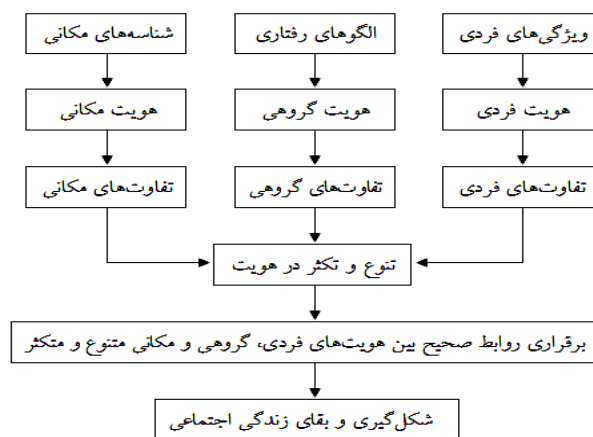 ویژگی‌های فردی
الگوهای رفتاری
شناسه‌های مکانی
هویت فردی
هویت گروهی
هویت مکانی
تفاوت‌های فردی
تفاوت‌های گروهی
تفاوت‌های مکانی
تنوع و تکثر در هویت
برقراری روابط صحیح بین هویت‌های فردی، گروهی و مکانی متنوع و متکثر
شکل‌گیری و بقای زندگی اجتماعی